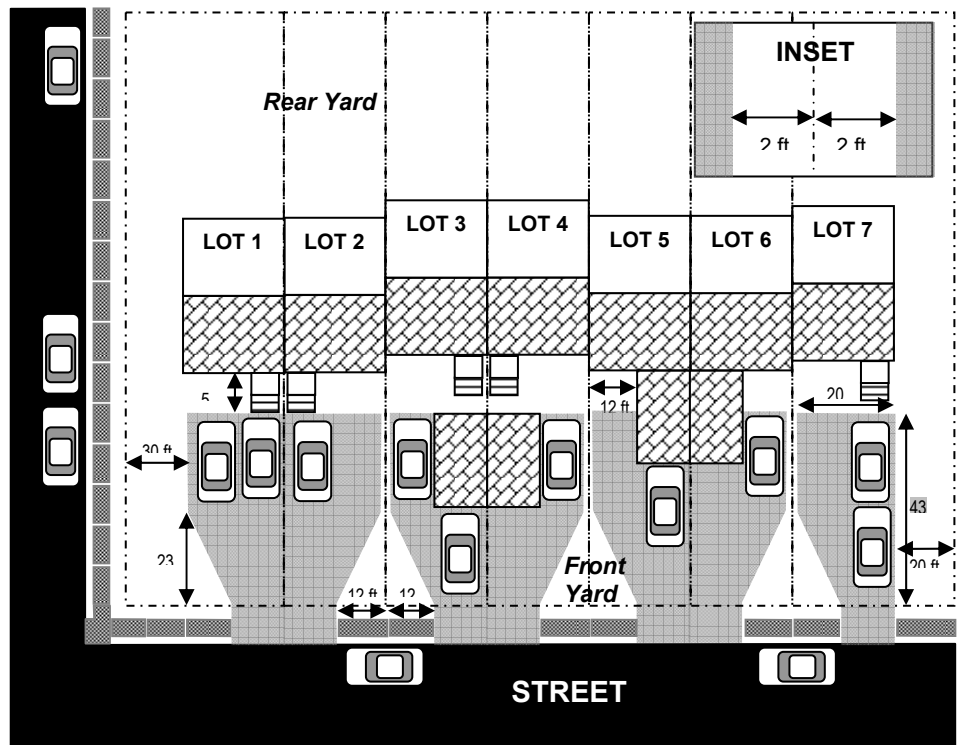 INSET
Rear Yard
2 ft
2 ft
LOT 1
LOT 2
LOT 3
LOT 4
LOT 5
LOT 6
LOT 7
5
12 ft
20
30 ft
43
23
Front
Yard
20 ft
12 ft
12
STREET